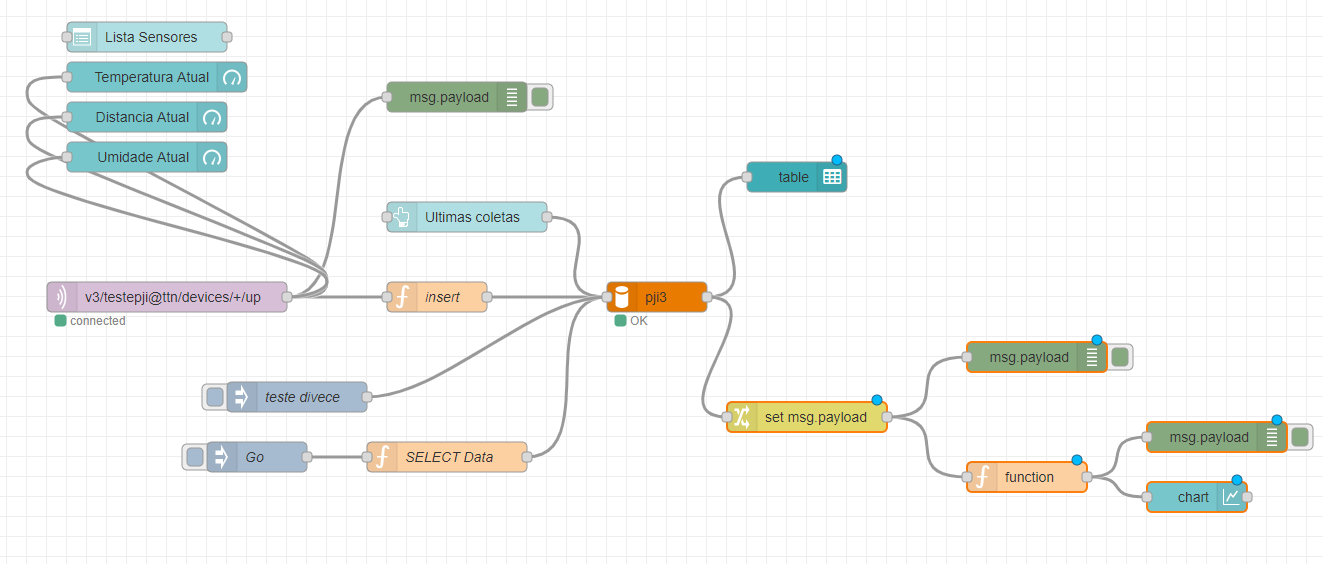 Lista Sensores
Temperatura Atual
msg.payload
Distancia Atual
Umidade Atual
table
Ultimas coletas
v3/testepji@ttn/devices/+/up
insert
pji3
connected
OK
msg.payload
teste divece
set msg.payload
msg.payload
Go
SELECT Data
function
chart